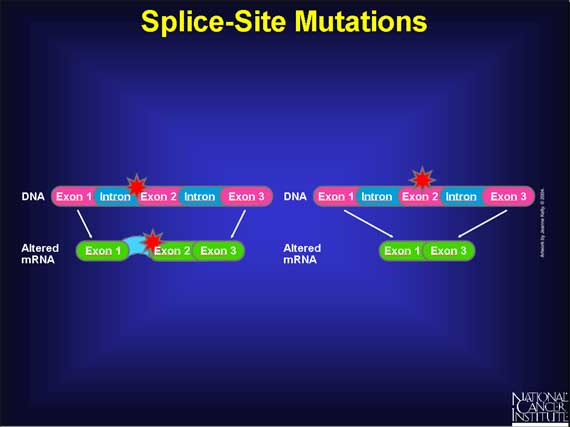 Splice-Site Mutations
DNA
Exon 1 Intron Exon 2 Intron Exon 3
Altered
mRNA
Exon 1 Exon 2 Exon 3
DNA
Exon 1 Intron Exon 2 Intron Exon 3
Altered
mRNA
Exon 1 Exon 3
Artwork by Jeanne Kelly. © 2004.
NATIONAL
CANCER
INSTITUTE